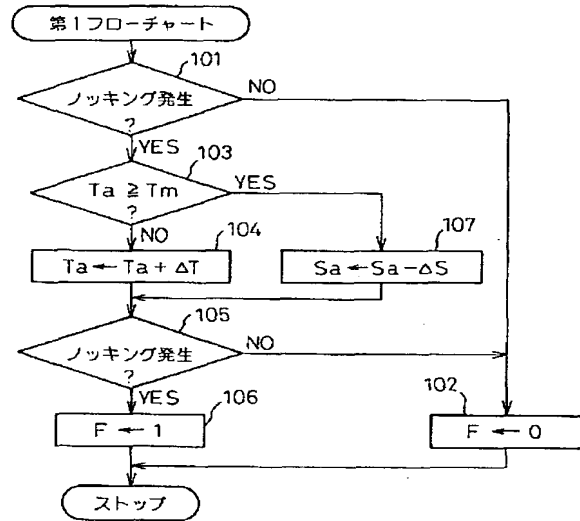 第1フローチャート
101
ノッキング発生
?
NO
YES
103
Ta ≧ Tm
?
YES
NO
104
Ta ← Ta + ΔT
107
Sa ← Sa - ΔS
105
ノッキング発生
?
NO
YES
106
F ← 1
102
F ← 0
ストップ